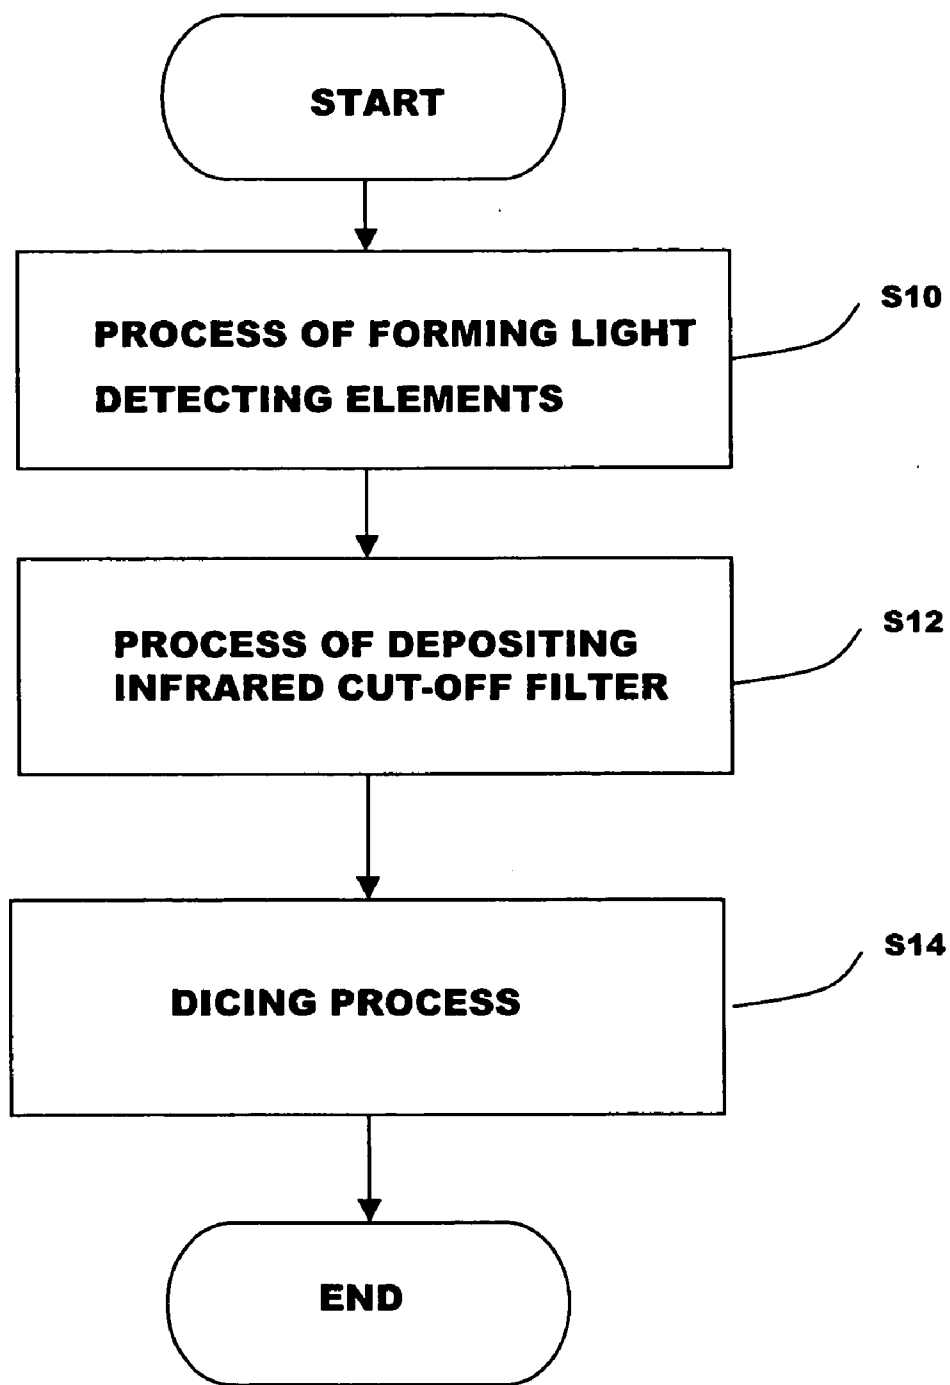 START
PROCESS OF FORMING LIGHT
DETECTING ELEMENTS
S10
PROCESS OF DEPOSITING
INFRARED CUT-OFF FILTER
S12
DICING PROCESS
S14
END